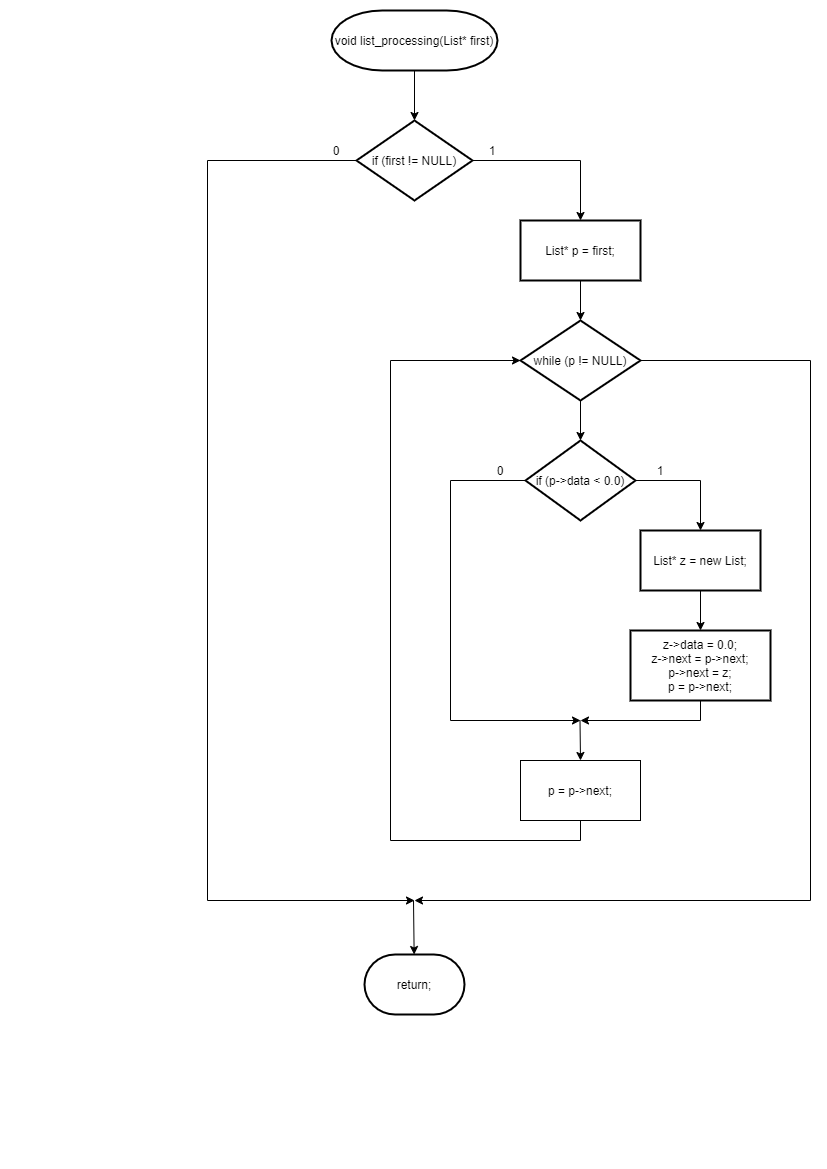 void list_processing(List* first)
0
if (first != NULL)
1
List* p = first;
while (p != NULL)
0
if (p->data < 0.0)
1
List* z = new List;
z->data = 0.0;
z->next = p->next;
p->next = z;
p = p->next;
p = p->next;
return;